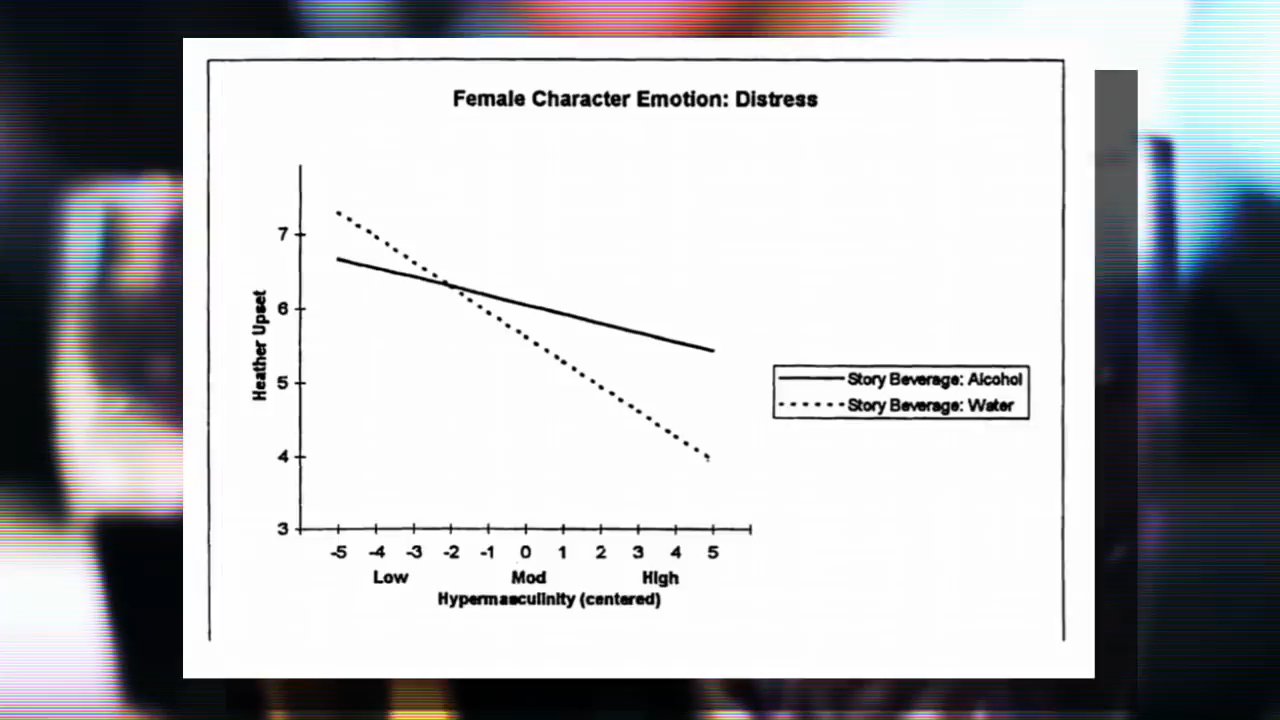 Female Character Emotion: Distress
7
6
5
4
3
Heather Upset
-5 -4 -3 -2 -1 0 1 2 3 4 5
Low Mod High
Hypermasculinity (centered)
Story Beverage: Alcohol
Story Beverage: Water